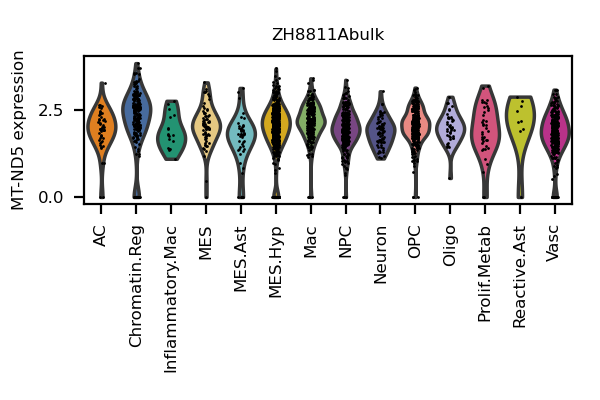 ZH8811Abulk
MT-ND5 expression
2.5
0.0
AC
Chromatin.Reg
Inflammatory.Mac
MES
MES.Ast
MES.Hyp
Mac
NPC
Neuron
OPC
Oligo
Prolif.Metab
Reactive.Ast
Vasc